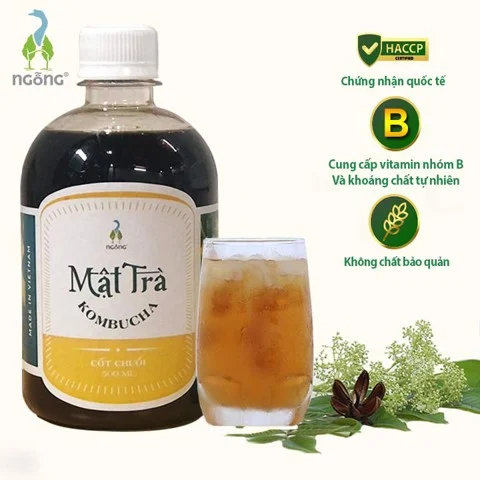 ngỗng®
HACCP
CERTIFIED
Chứng nhận quốc tế
B
Cung cấp vitamin nhóm B
Và khoáng chất tự nhiên
Không chất bảo quản
ngỗng
Mật Trà
KOMBUCHA
CỐT CHUỐI
500 ML
MADE IN VIETNAM